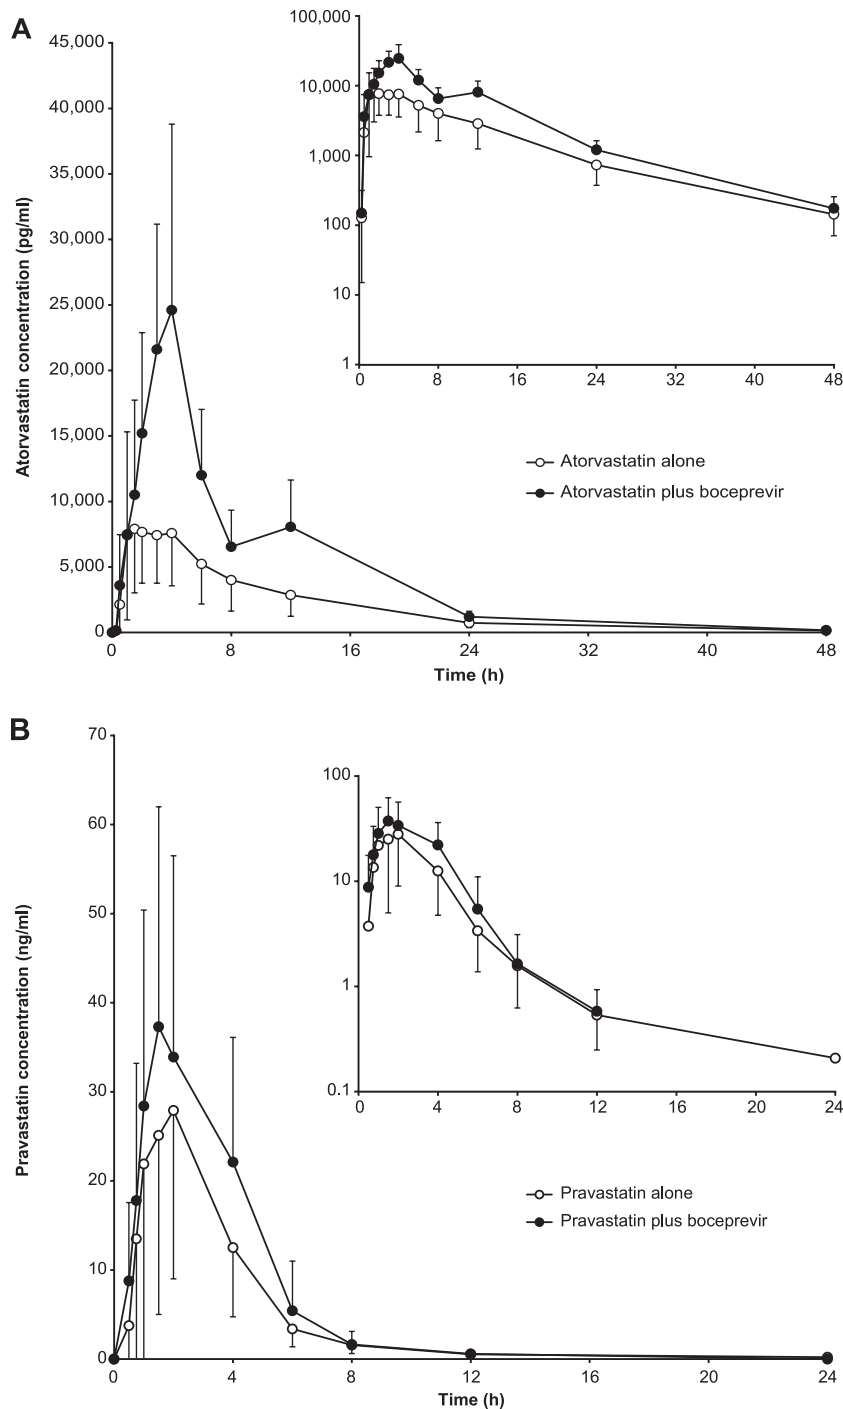 A
45,000
40,000
35,000
30,000
25,000
20,000
15,000
10,000
5,000
0
Atorvastatin concentration (pg/ml)
0 8 16 24 32 40 48
Time (h)
100,000
10,000
1,000
100
10
1
0 8 16 24 32 40 48
Atorvastatin alone
Atorvastatin plus boceprevir
B
70
60
50
40
30
20
10
0
Pravastatin concentration (ng/ml)
0 4 8 12 16 20 24
Time (h)
100
10
1
0.1
0 4 8 12 16 20 24
Pravastatin alone
Pravastatin plus boceprevir